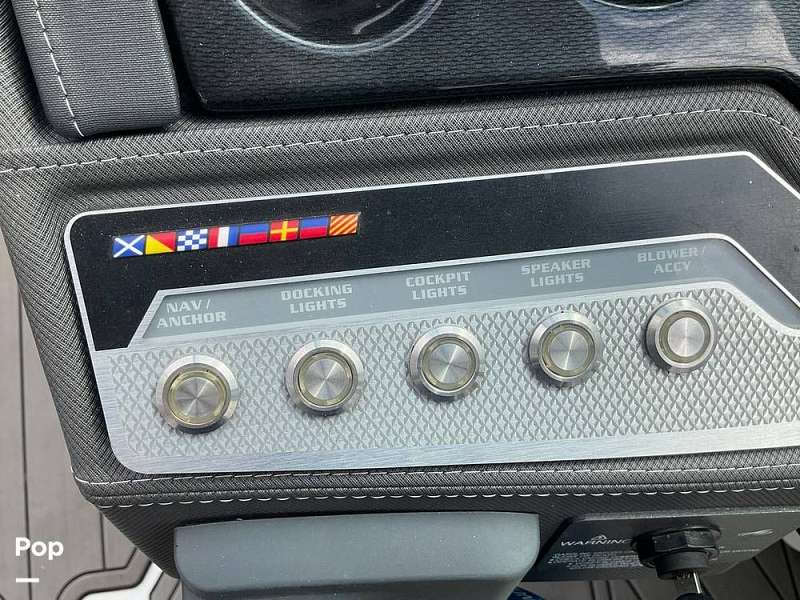 NAV/
ANCHOR
DOCKING
LIGHTS
COCKPIT
LIGHTS
SPEAKER
LIGHTS
BLOWER/
ACCY
WARNING
Pop